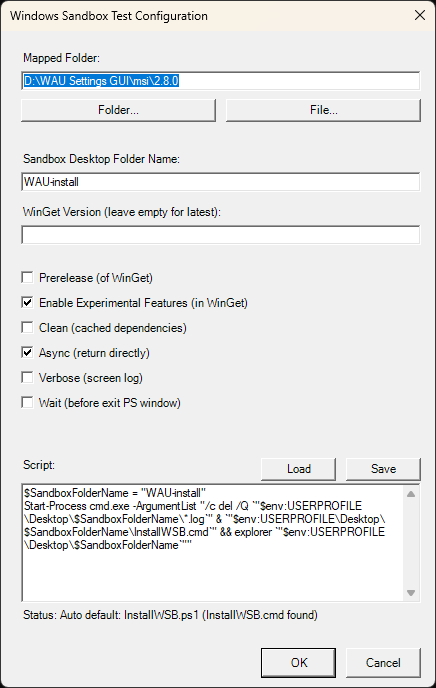 Windows Sandbox Test Configuration
Mapped Folder:
D:\WAU Settings GUI\msi\2.8.0
Folder... File...
Sandbox Desktop Folder Name:
WAU-install
WinGet Version (leave empty for latest):
Prerelease (of WinGet)
Enable Experimental Features (in WinGet)
Clean (cached dependencies)
Async (return directly)
Verbose (screen log)
Wait (before exit PS window)
Script: Load Save
$SandboxFolderName = "WAU-install"
Start-Process cmd.exe -ArgumentList "/c del /Q `"$env:USERPROFILE
\Desktop\$SandboxFolderName\*.log`" & `"$env:USERPROFILE\Desktop\
$SandboxFolderName\InstallWSB.cmd`" && explorer `"$env:USERPROFILE
\Desktop\$SandboxFolderName`""
Status: Auto default: InstallWSB.ps1 (InstallWSB.cmd found)
OK Cancel